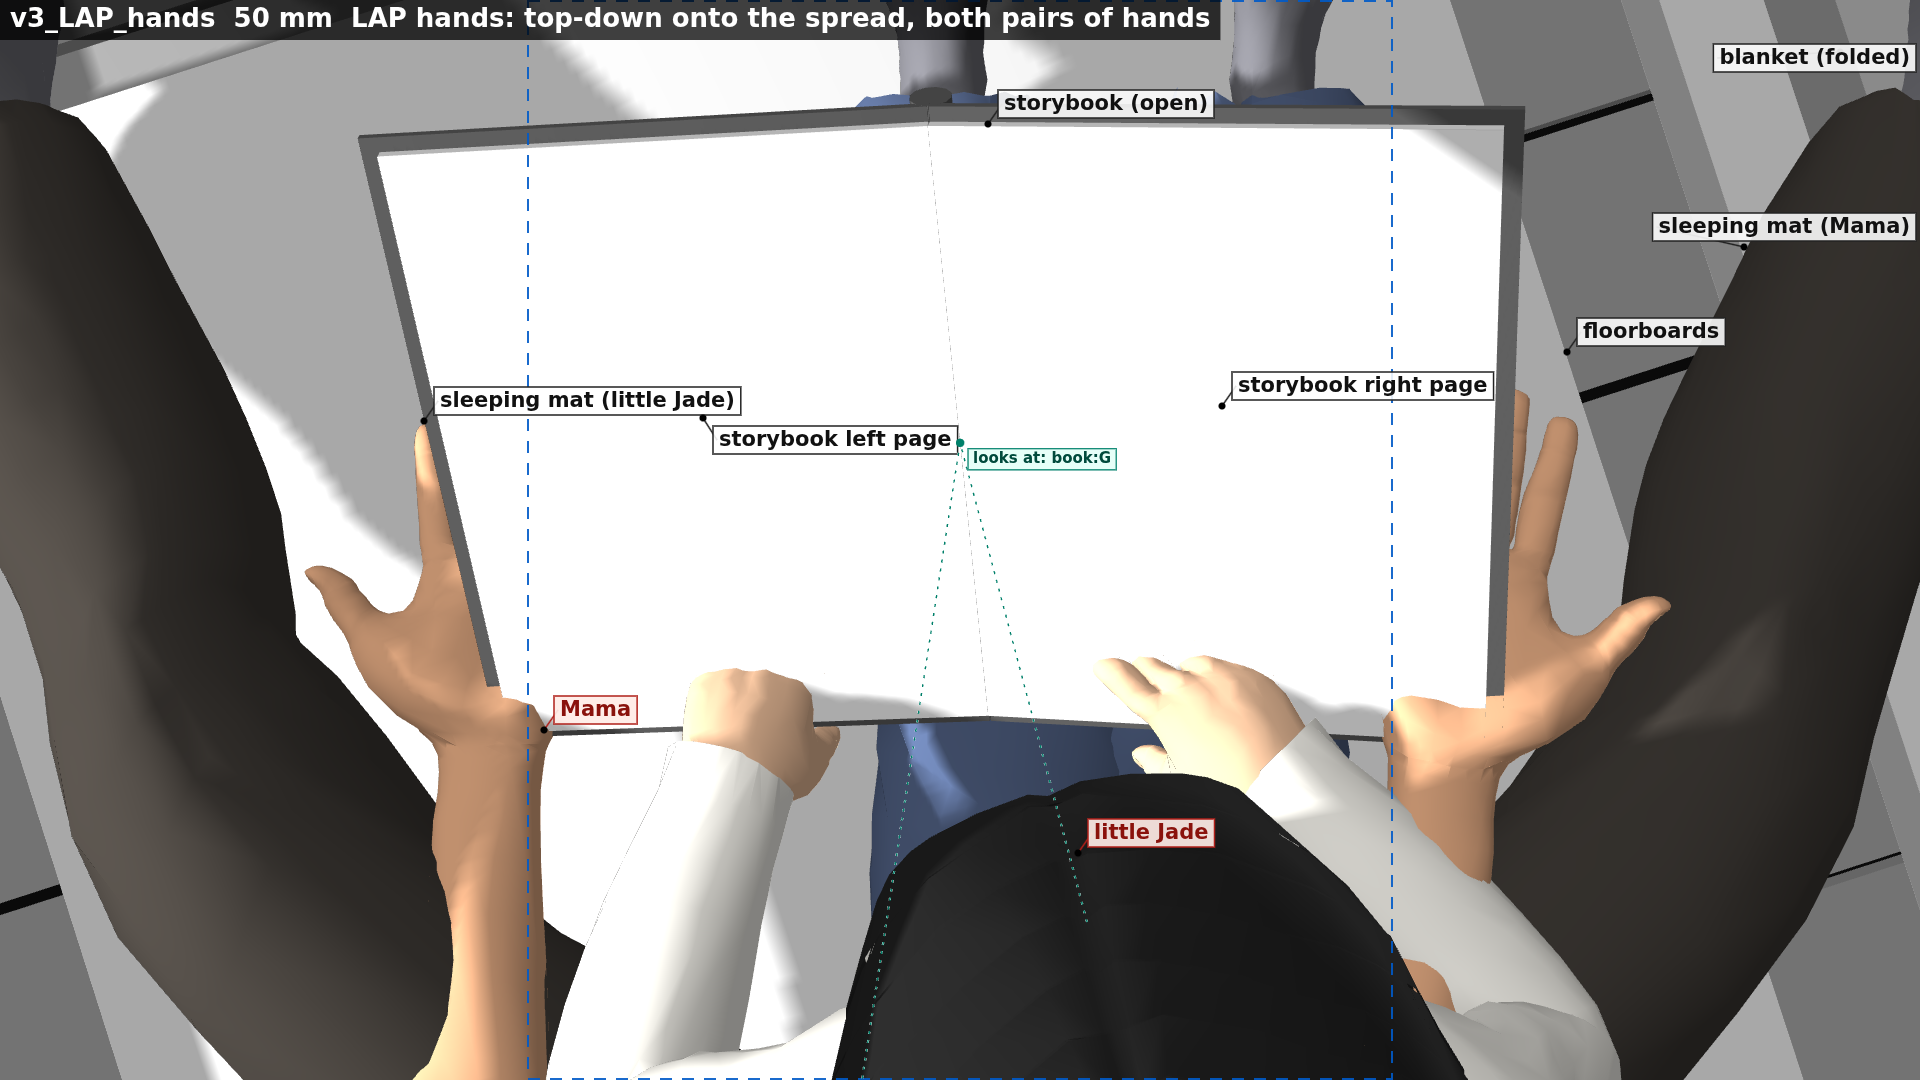 v3_LAP_hands  50 mm  LAP hands: top-down onto the spread, both pairs of hands
blanket (folded)
storybook (open)
sleeping mat (Mama)
floorboards
storybook right page
sleeping mat (little Jade)
storybook left page
looks at: book:G
Mama
little Jade